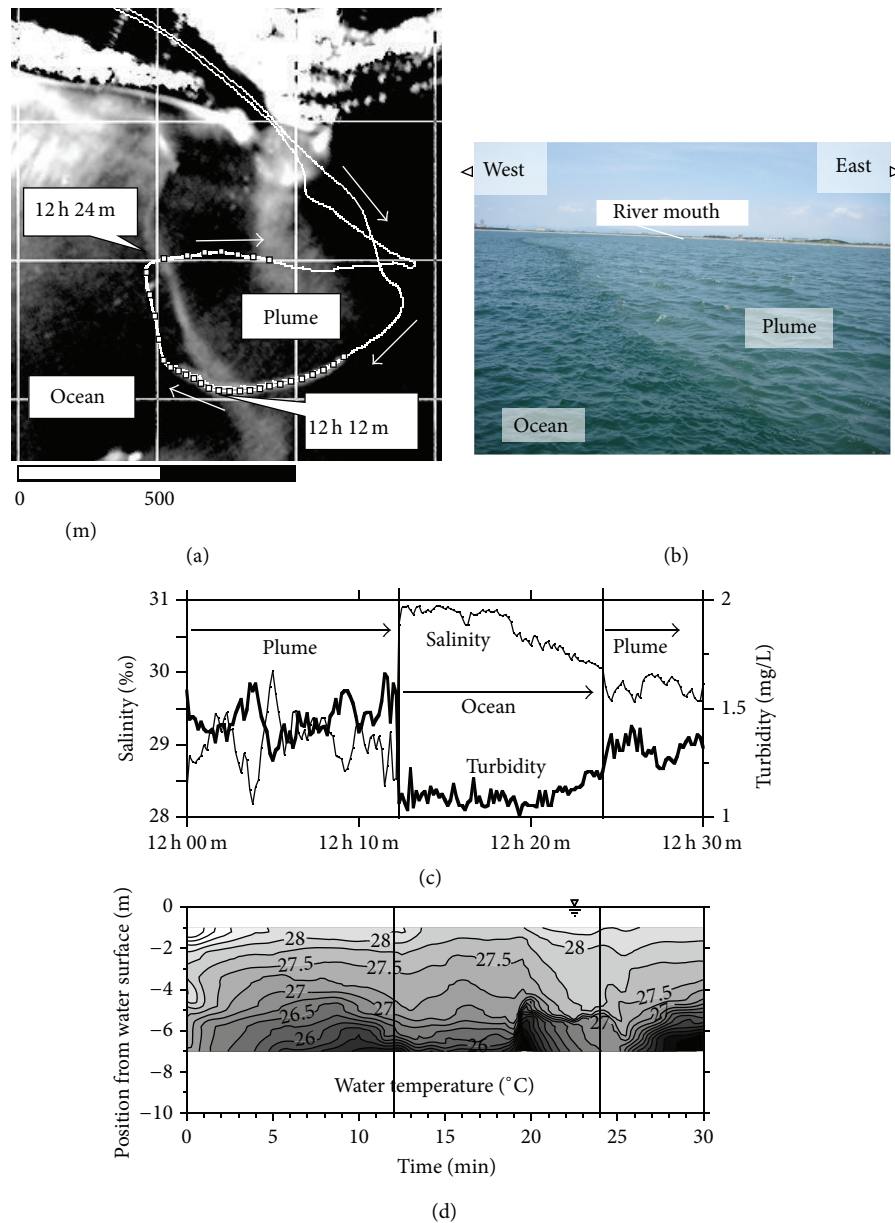 12 h 24 m
Plume
Ocean
12 h 12 m
0
500
(m)
(a)
West
East
River mouth
Plume
Ocean
(b)
31
30
29
28
Salinity (‰)
2
1.5
1
Turbidity (mg/L)
Plume
Salinity
Plume
Ocean
Turbidity
12 h 00 m
12 h 10 m
12 h 20 m
12 h 30 m
(c)
0
−2
−4
−6
−8
−10
Position from water surface (m)
28
28
28
27.5
27.5
27.5
27.5
27
27
27
27
26.5
26
26
Water temperature (°C)
0
5
10
15
20
25
30
Time (min)
(d)